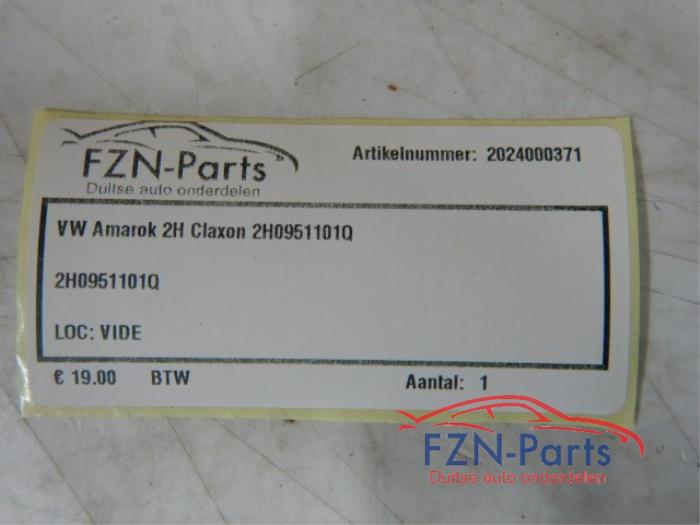 FZN-Parts
Duitse auto onderdelen
Artikelnummer: 2024000371
VW Amarok 2H Claxon 2H0951101Q
2H0951101Q
LOC: VIDE
€ 19.00 BTW Aantal: 1
FZN-Parts
Duitse auto onderdelen